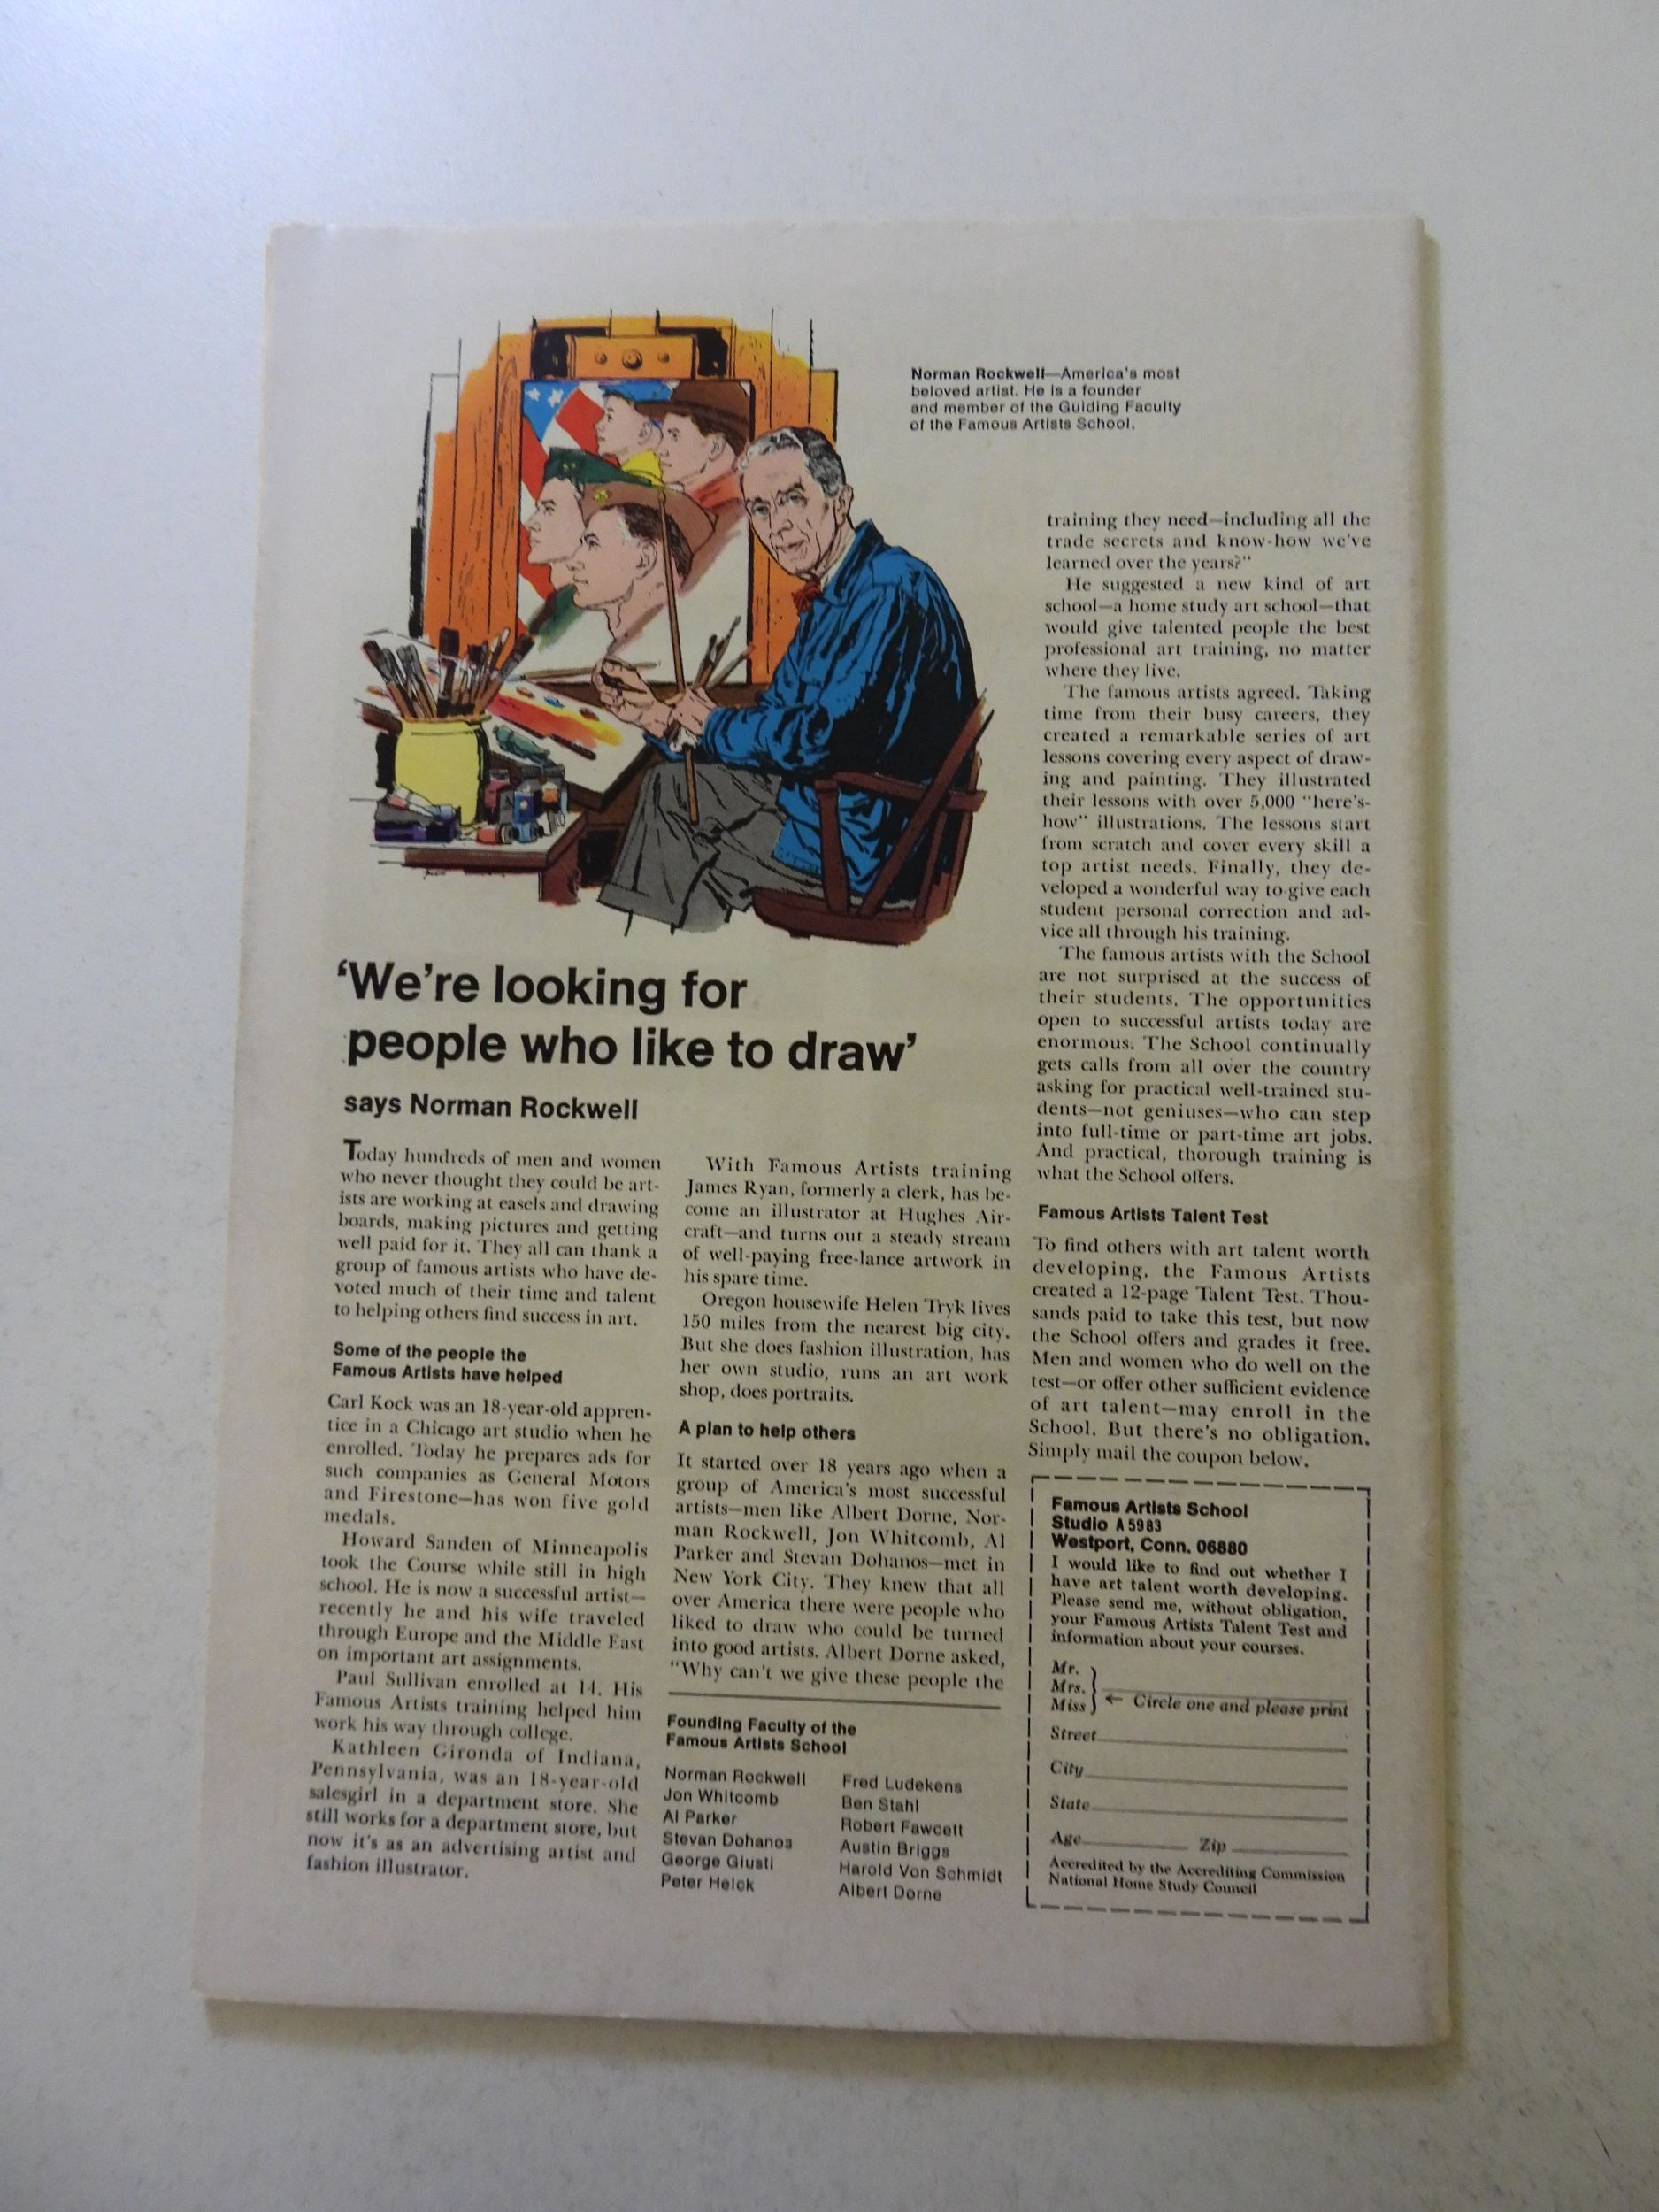 Norman Rockwell—America's most
beloved artist. He is a founder
and member of the Guiding Faculty
of the Famous Artists School.
'We're looking for
people who like to draw'
says Norman Rockwell
Today hundreds of men and women
who never thought they could be art-
ists are working at easels and drawing
boards, making pictures and getting
well paid for it. They all can thank a
group of famous artists who have de-
voted much of their time and talent
to helping others find success in art.
Some of the people the
Famous Artists have helped
Carl Kock was an 18-year-old appren-
tice in a Chicago art studio when he
enrolled. Today he prepares ads for
such companies as General Motors
and Firestone—has won five gold
medals.
Howard Sanden of Minneapolis
took the Course while still in high
school. He is now a successful artist—
recently he and his wife traveled
through Europe and the Middle East
on important art assignments.
Paul Sullivan enrolled at 14. His
Famous Artists training helped him
work his way through college.
Kathleen Gironda of Indiana,
Pennsylvania, was an 18-year-old
salesgirl in a department store. She
still works for a department store, but
now it's as an advertising artist and
fashion illustrator.
With Famous Artists training
James Ryan, formerly a clerk, has be-
come an illustrator at Hughes Air-
craft—and turns out a steady stream
of well-paying free-lance artwork in
his spare time.
Oregon housewife Helen Tryk lives
150 miles from the nearest big city.
But she does fashion illustration, has
her own studio, runs an art work
shop, does portraits.
A plan to help others
It started over 18 years ago when a
group of America's most successful
artists—men like Albert Dorne, Nor-
man Rockwell, Jon Whitcomb, Al
Parker and Stevan Dohanos—met in
New York City. They knew that all
over America there were people who
liked to draw who could be turned
into good artists. Albert Dorne asked,
"Why can't we give these people the
training they need—including all the
trade secrets and know-how we've
learned over the years?"
He suggested a new kind of art
school—a home study art school—that
would give talented people the best
professional art training, no matter
where they live.
The famous artists agreed. Taking
time from their busy careers, they
created a remarkable series of art
lessons covering every aspect of draw-
ing and painting. They illustrated
their lessons with over 5,000 "here's-
how" illustrations. The lessons start
from scratch and cover every skill a
top artist needs. Finally, they de-
veloped a wonderful way to give each
student personal correction and ad-
vice all through his training.
The famous artists with the School
are not surprised at the success of
their students. The opportunities
open to successful artists today are
enormous. The School continually
gets calls from all over the country
asking for practical well-trained stu-
dents—not geniuses—who can step
into full-time or part-time art jobs.
And practical, thorough training is
what the School offers.
Famous Artists Talent Test
To find others with art talent worth
developing, the Famous Artists
created a 12-page Talent Test. Thou-
sands paid to take this test, but now
the School offers and grades it free.
Men and women who do well on the
test—or offer other sufficient evidence
of art talent—may enroll in the
School. But there's no obligation.
Simply mail the coupon below.
Founding Faculty of the
Famous Artists School
Norman Rockwell
Jon Whitcomb
Al Parker
Stevan Dohanos
George Giusti
Peter Helck
Fred Ludekens
Ben Stahl
Robert Fawcett
Austin Briggs
Harold Von Schmidt
Albert Dorne
Famous Artists School
Studio A 5983
Westport, Conn. 06880
I would like to find out whether I
have art talent worth developing.
Please send me, without obligation,
your Famous Artists Talent Test and
information about your courses.
Mr.
Mrs.
Miss ← Circle one and please print
Street
City
State
Age Zip
Accredited by the Accrediting Commission
National Home Study Council